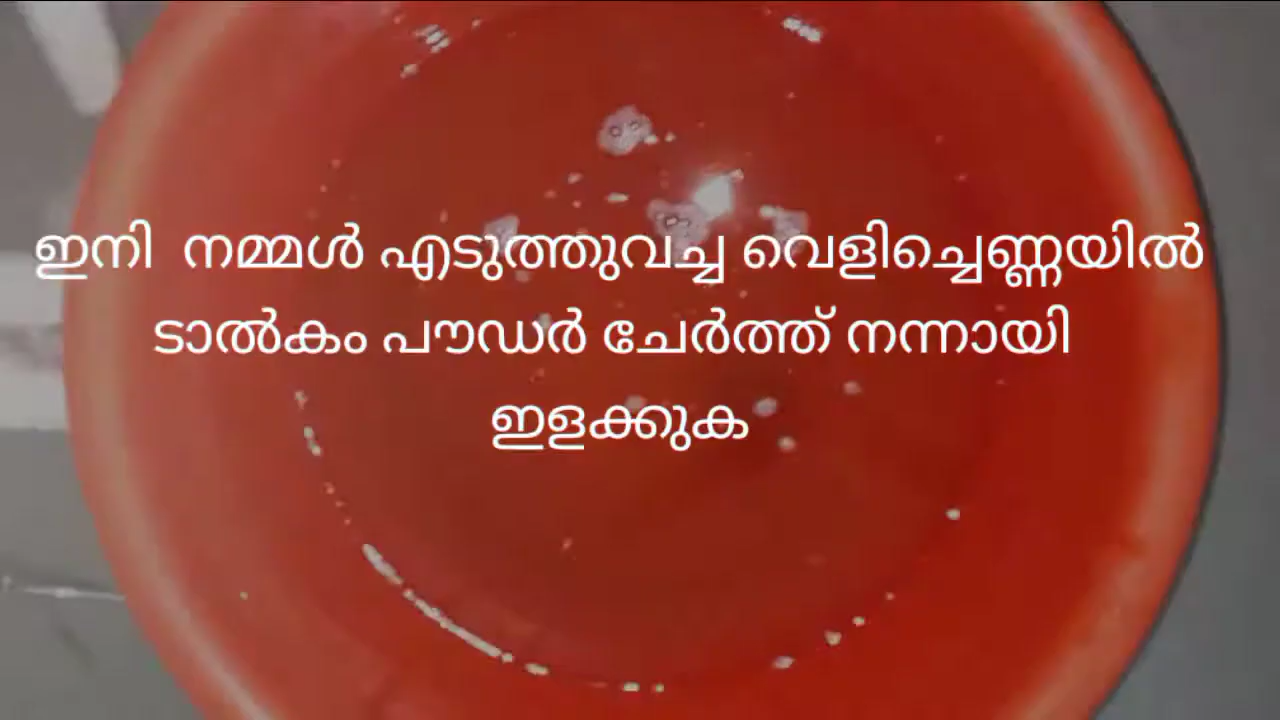 ഇനി നമ്മൾ എടുത്തുവച്ച വെളിച്ചെണ്ണയിൽ
ടാൽകം പൗഡർ ചേർത്ത് നന്നായി
ഇളക്കുക